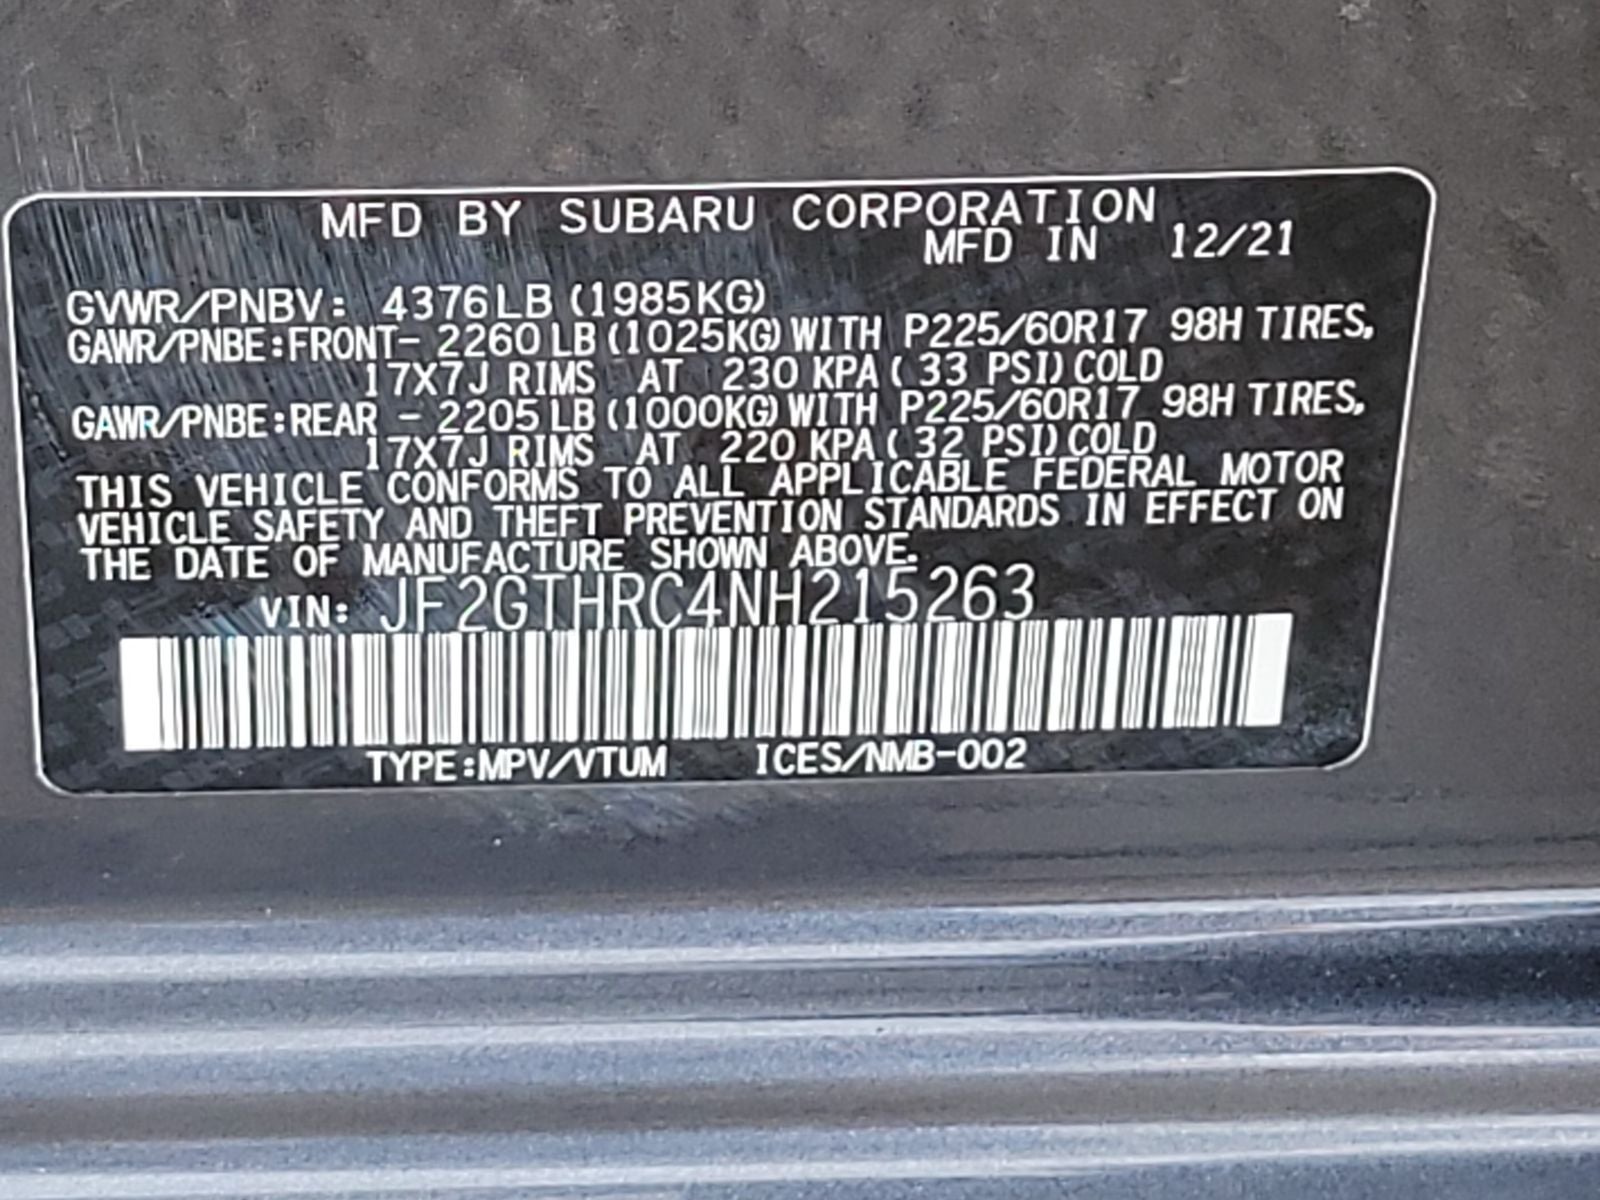 MFD BY SUBARU CORPORATION
MFD IN 12/21
GVWR/PNBV: 4376LB (1985KG)
GAWR/PNBE:FRONT- 2260 LB (1025KG) WITH P225/60R17 98H TIRES,
17X7J RIMS AT 230 KPA ( 33 PSI) COLD
GAWR/PNBE:REAR - 2205 LB (1000KG) WITH P225/60R17 98H TIRES,
17X7J RIMS AT 220 KPA ( 32 PSI) COLD
THIS VEHICLE CONFORMS TO ALL APPLICABLE FEDERAL MOTOR
VEHICLE SAFETY AND THEFT PREVENTION STANDARDS IN EFFECT ON
THE DATE OF MANUFACTURE SHOWN ABOVE.
VIN: JF2GTHRC4NH215263
TYPE:MPV/VTUM ICES/NMB-002